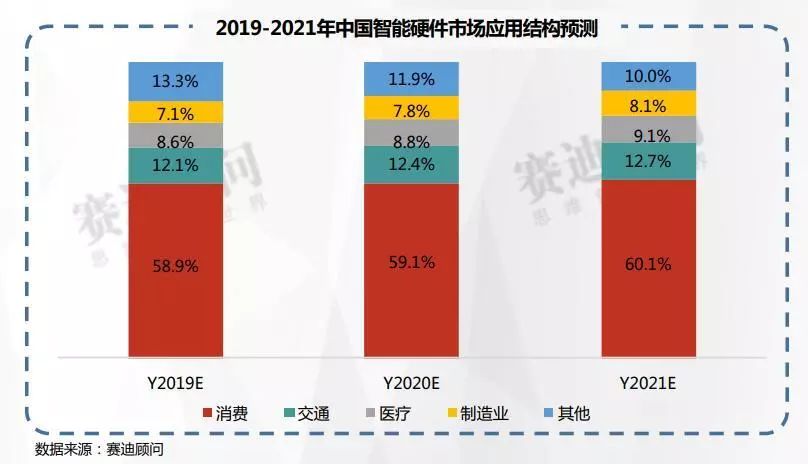 2019-2021年中国智能硬件市场应用结构预测
13.3% 11.9% 10.0%
7.1% 7.8% 8.1%
8.6% 8.8% 9.1%
12.1% 12.4% 12.7%
58.9% 59.1% 60.1%
Y2019E Y2020E Y2021E
消费 交通 医疗 制造业 其他
数据来源：赛迪顾问